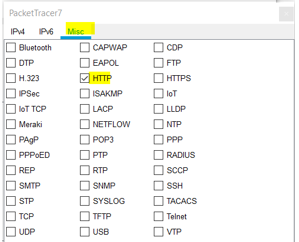 PacketTracer7
IPv4 IPv6 Misc
Bluetooth CAPWAP CDP
DTP EAPOL FTP
H.323 HTTP HTTPS
IPSec ISAKMP IoT
IoT TCP LACP LLDP
Meraki NETFLOW NTP
PAgP POP3 PPP
PPPoED PTP RADIUS
REP RTP SCCP
SMTP SNMP SSH
STP SYSLOG TACACS
TCP TFTP Telnet
UDP USB VTP